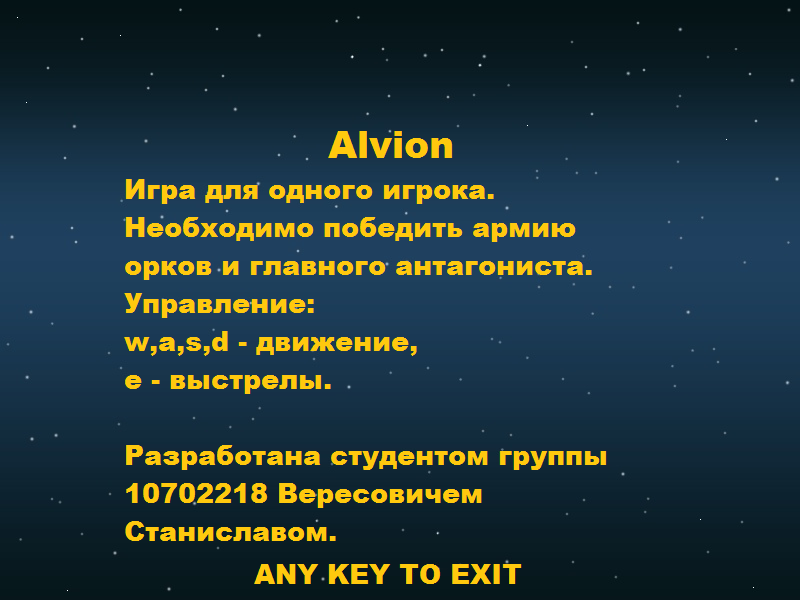 Alvion
Игра для одного игрока.
Необходимо победить армию
орков и главного антагониста.
Управление:
w,a,s,d - движение,
e - выстрелы.
Разработана студентом группы
10702218 Вересовичем
Станиславом.
ANY KEY TO EXIT